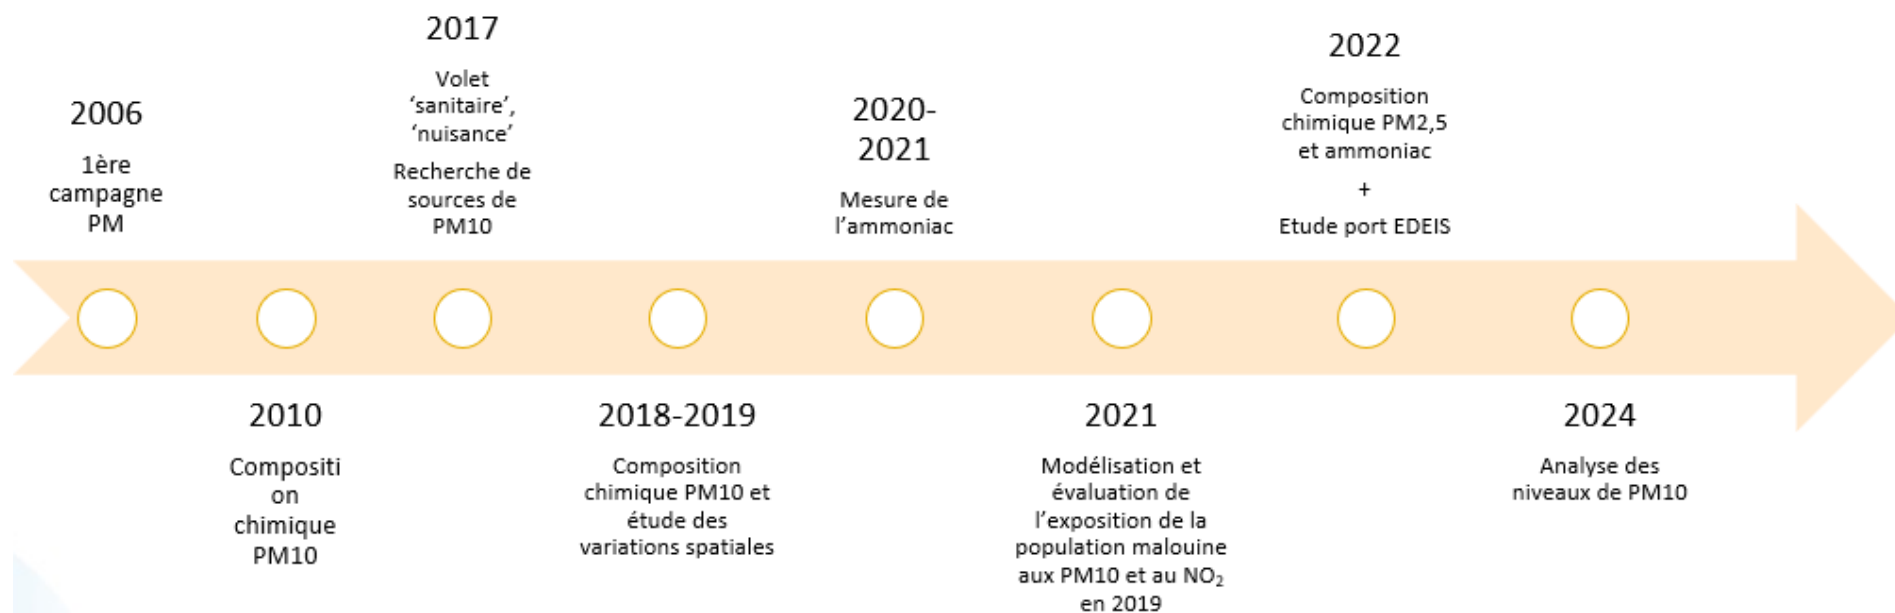 2006
1ère
campagne
PM
2010
Compositi
on
chimique
PM10
2017
Volet
‘sanitaire’,
‘nuisance’
Recherche de
sources de
PM10
2018-2019
Composition
chimique PM10 et
étude des
variations spatiales
2020-
2021
Mesure de
l’ammoniac
2021
Modélisation et
évaluation de
l’exposition de la
population malouine
aux PM10 et au NO₂
en 2019
2022
Composition
chimique PM2,5
et ammoniac
+
Etude port EDEIS
2024
Analyse des
niveaux de PM10